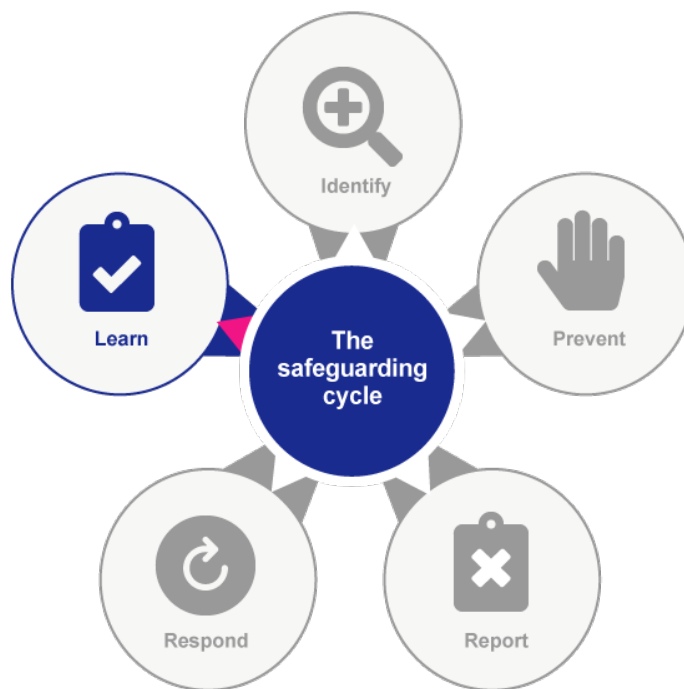 Identify
Learn
Prevent
The
safeguarding
cycle
Respond
Report